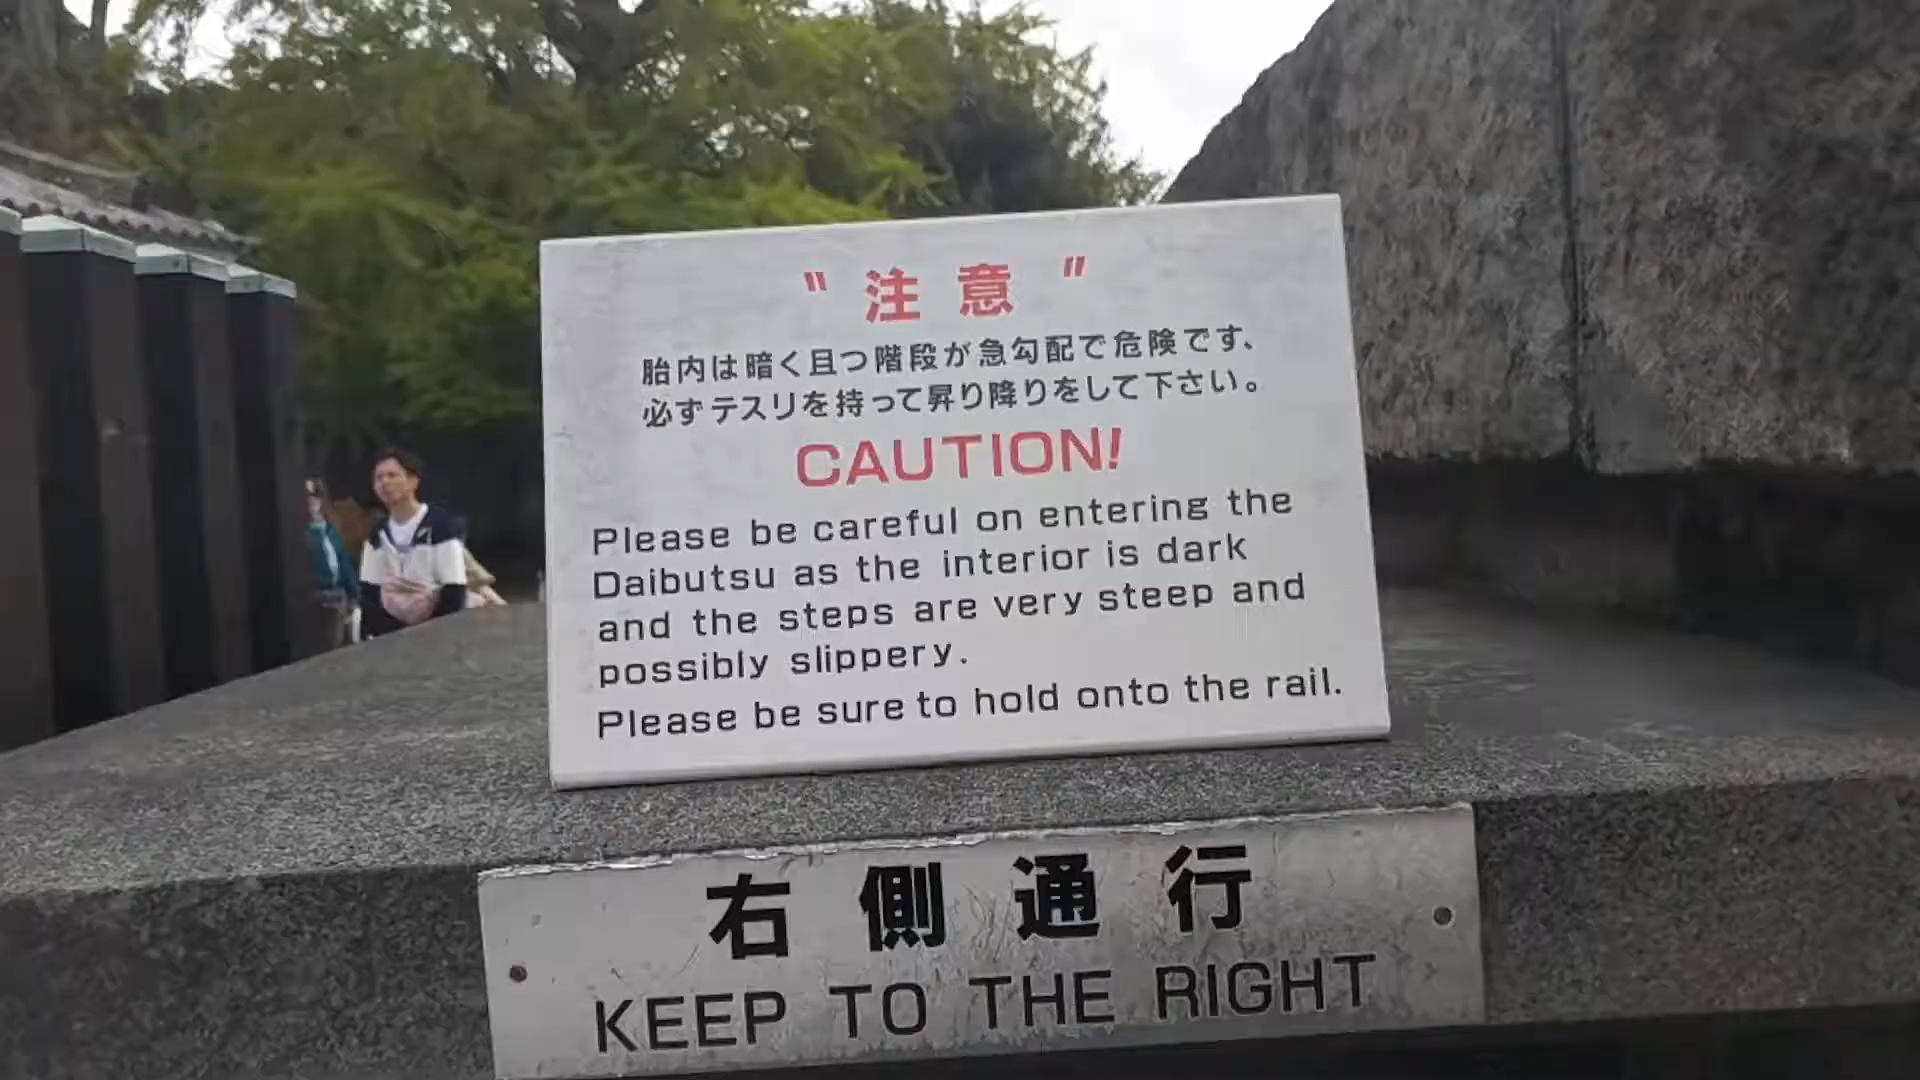 "注意"
胎内は暗く且つ階段が急勾配で危険です、
必ずテスリを持って昇り降りをして下さい。
CAUTION!
Please be careful on entering the
Daibutsu as the interior is dark
and the steps are very steep and
possibly slippery.
Please be sure to hold onto the rail.
右側通行
KEEP TO THE RIGHT